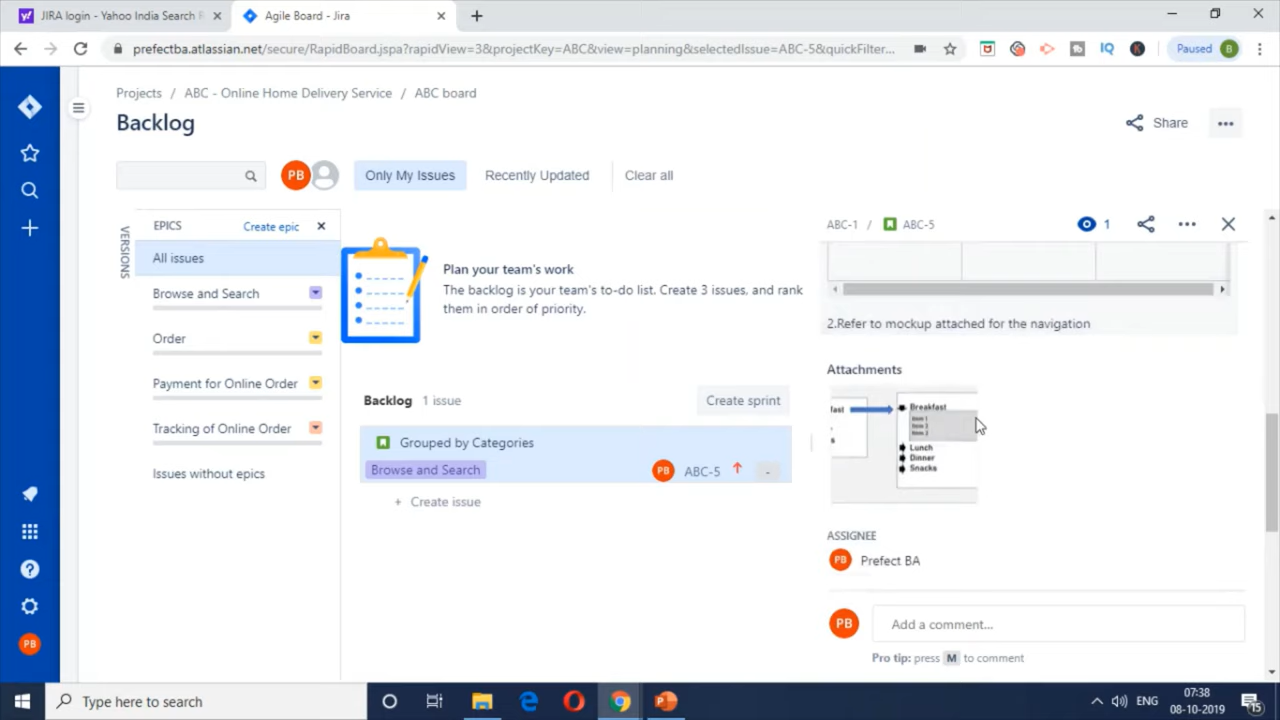 JIRA login - Yahoo India Search R
Agile Board - Jira
prefectba.atlassian.net/secure/RapidBoard.jspa?rapidView=3&projectKey=ABC&view=planning&selectedIssue=ABC-5&quickFilter...
IQ
K
Paused B
Projects / ABC - Online Home Delivery Service / ABC board
Backlog
Share
PB
Only My Issues
Recently Updated
Clear all
VERSIONS
EPICS
Create epic
All issues
Browse and Search
Order
Payment for Online Order
Tracking of Online Order
Issues without epics
Plan your team's work
The backlog is your team's to-do list. Create 3 issues, and rank
them in order of priority.
Backlog 1 issue
Create sprint
Grouped by Categories
Browse and Search
PB ABC-5 -
+ Create issue
ABC-1 / ABC-5
1
2.Refer to mockup attached for the navigation
Attachments
fast
Breakfast
Item 1
Item 2
Item 3
Lunch
Dinner
Snacks
ASSIGNEE
PB Prefect BA
PB Add a comment...
Pro tip: press M to comment
PB
Type here to search
ENG
07:38
08-10-2019
15